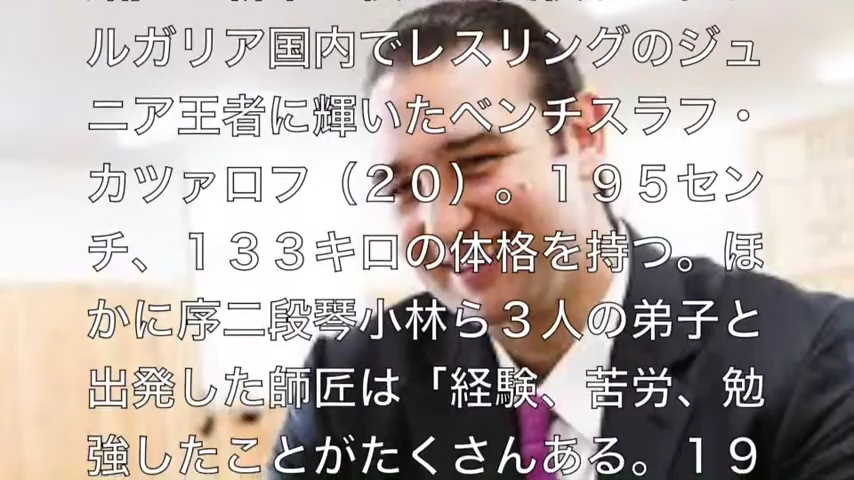 ルガリア国内でレスリングのジュ
ニア王者に輝いたベンチスラフ・
カツァロフ（２０）。１９５セン
チ、１３３キロの体格を持つ。ほ
かに序二段琴小林ら３人の弟子と
出発した師匠は「経験、苦労、勉
強したことがたくさんある。１９